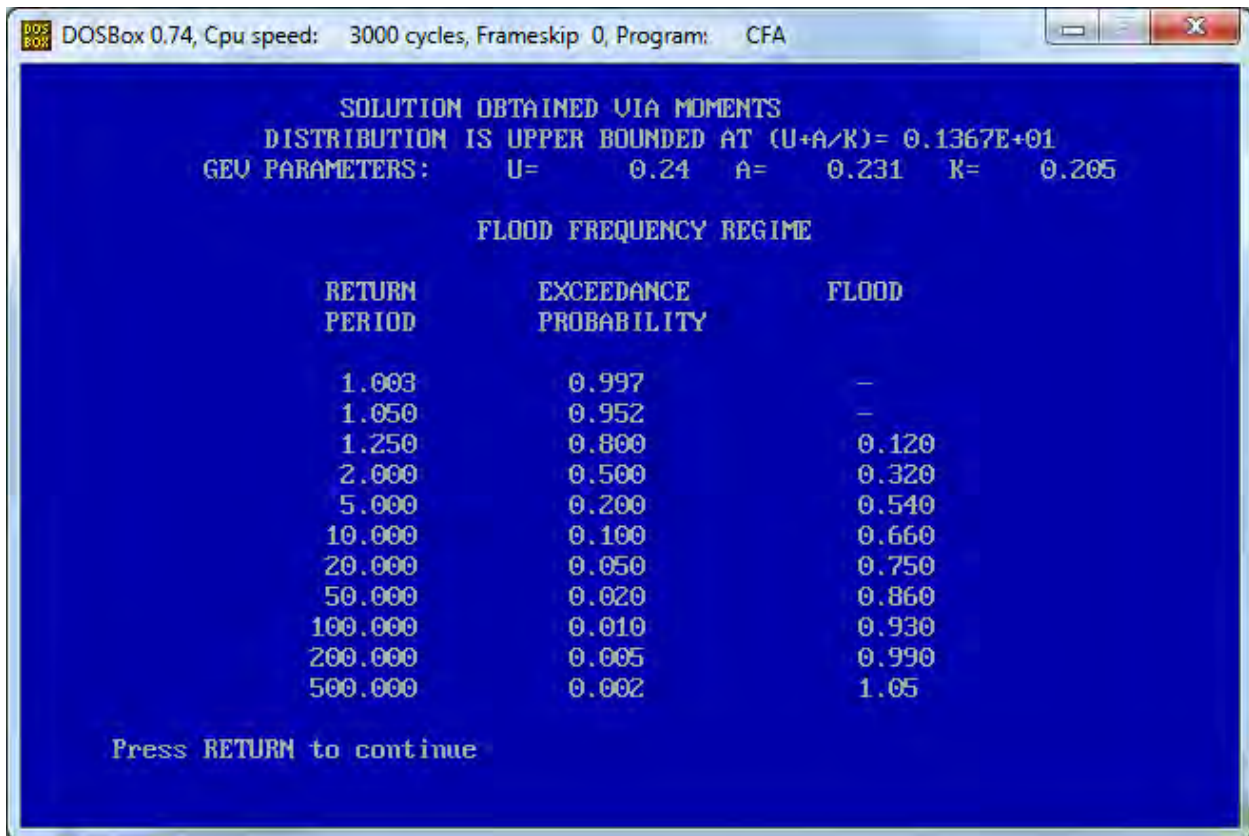 DOS BOX DOSBox 0.74, Cpu speed: 3000 cycles, Frameskip 0, Program: CFA
SOLUTION OBTAINED VIA MOMENTS
DISTRIBUTION IS UPPER BOUNDED AT (U+A/K)= 0.1367E+01
GEV PARAMETERS: U= 0.24 A= 0.231 K= 0.205
FLOOD FREQUENCY REGIME
RETURN EXCEEDANCE FLOOD
PERIOD PROBABILITY
1.003 0.997 -
1.050 0.952 -
1.250 0.800 0.120
2.000 0.500 0.320
5.000 0.200 0.540
10.000 0.100 0.660
20.000 0.050 0.750
50.000 0.020 0.860
100.000 0.010 0.930
200.000 0.005 0.990
500.000 0.002 1.05
Press RETURN to continue